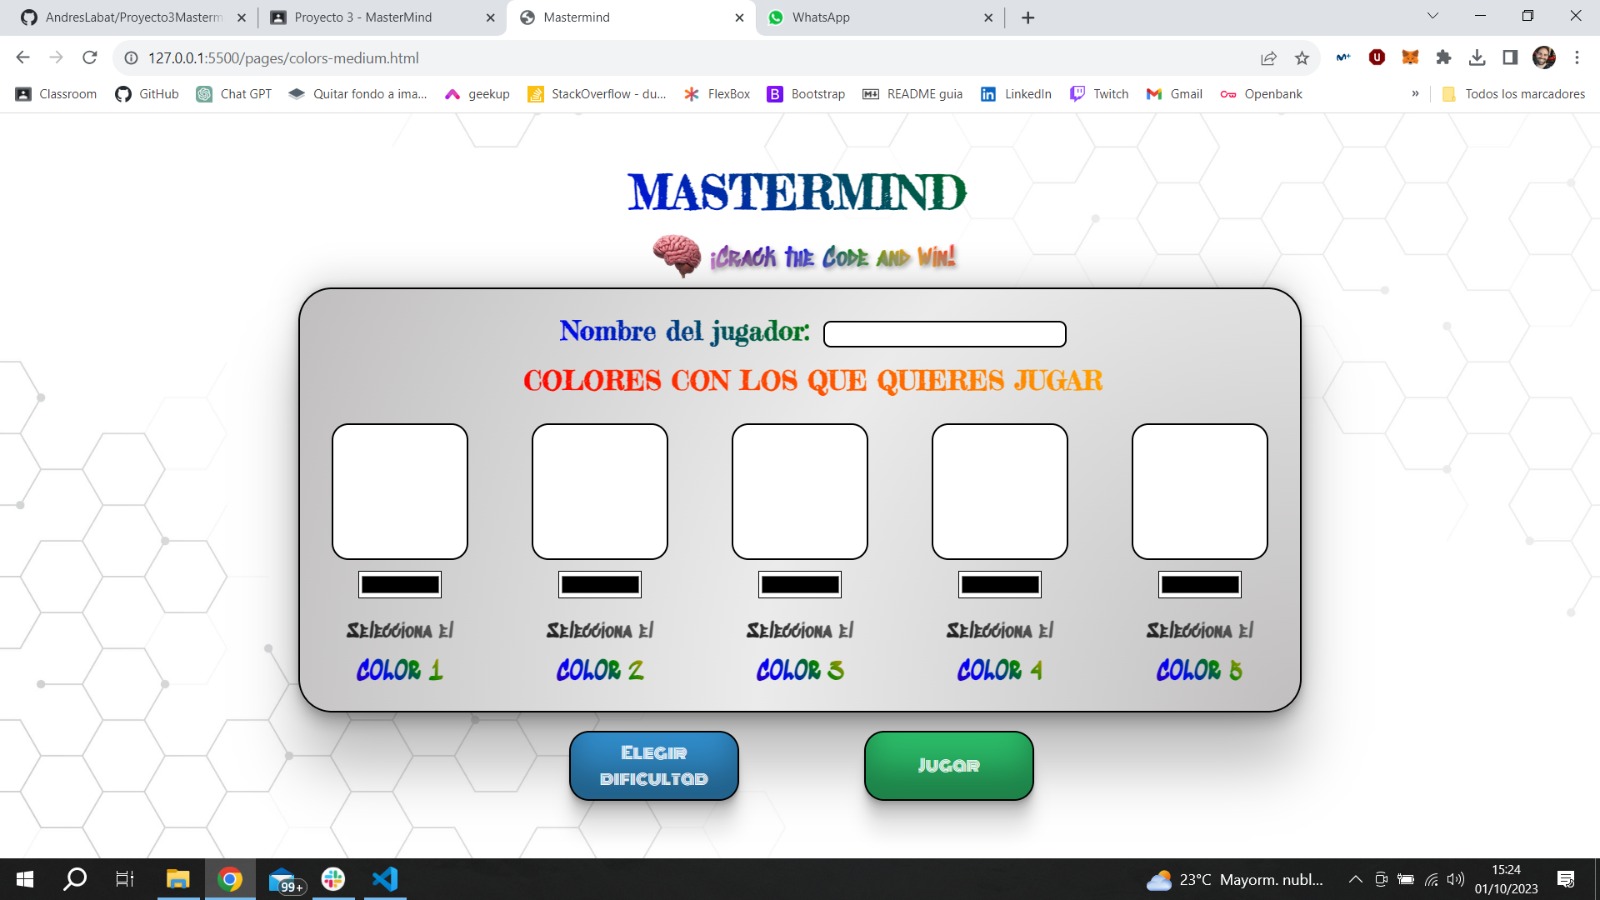 AndresLabat/Proyecto3Masterm
Proyecto 3 - MasterMind
Mastermind
WhatsApp
127.0.0.1:5500/pages/colors-medium.html
Classroom
GitHub
Chat GPT
Quitar fondo a ima...
geekup
StackOverflow - du...
FlexBox
Bootstrap
README guia
LinkedIn
Twitch
Gmail
Openbank
»
Todos los marcadores
MASTERMIND
¡Crack the Code and Win!
Nombre del jugador:
COLORES CON LOS QUE QUIERES JUGAR
Selecciona el
COLOR 1
Selecciona el
COLOR 2
Selecciona el
COLOR 3
Selecciona el
COLOR 4
Selecciona el
COLOR 5
Elegir
dificultad
Jugar
99+
23°C Mayorm. nubl...
15:24
01/10/2023